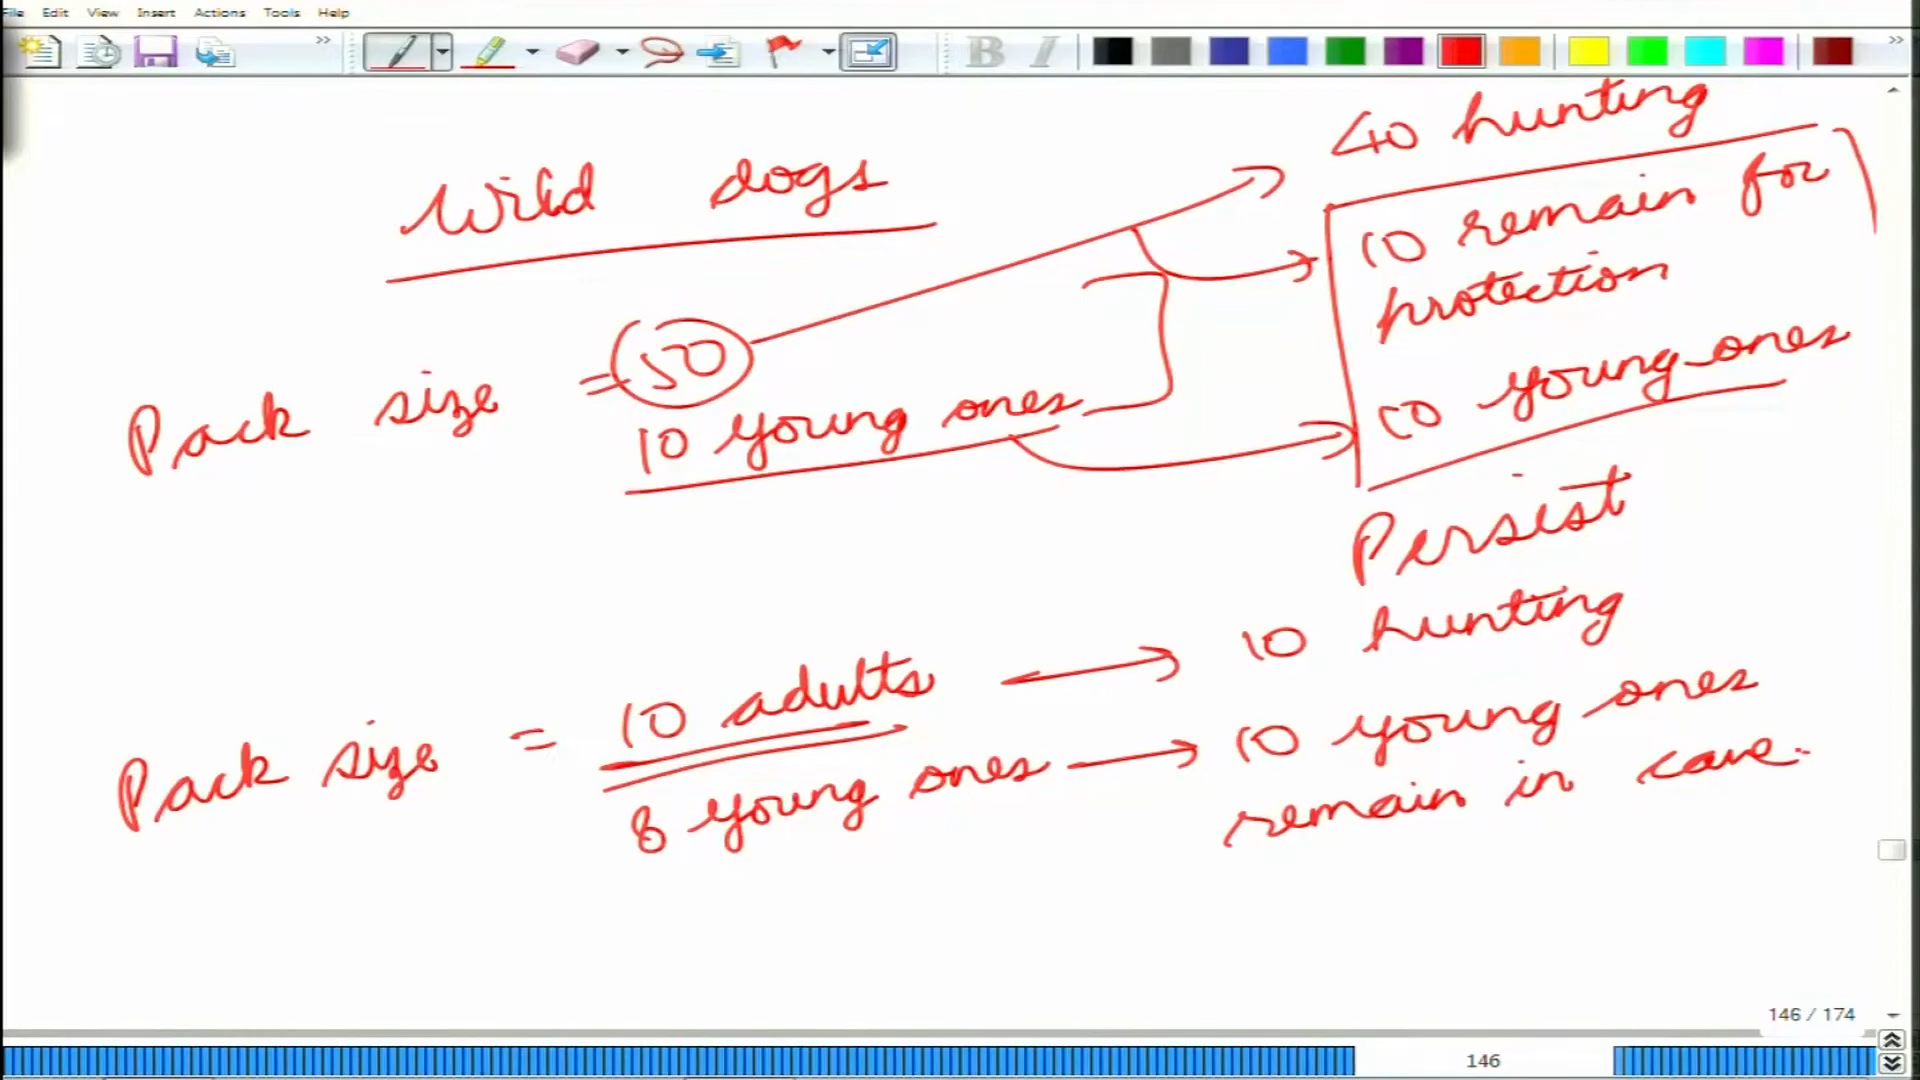 File Edit View Insert Actions Tools Help
B I
Wild dogs
40 hunting
10 remain for
protection
Pack size = 50
10 young ones
10 young ones
Persist
Pack size = 10 adults → 10 hunting
8 young ones → 10 young ones
remain in cave.
146 / 174
146